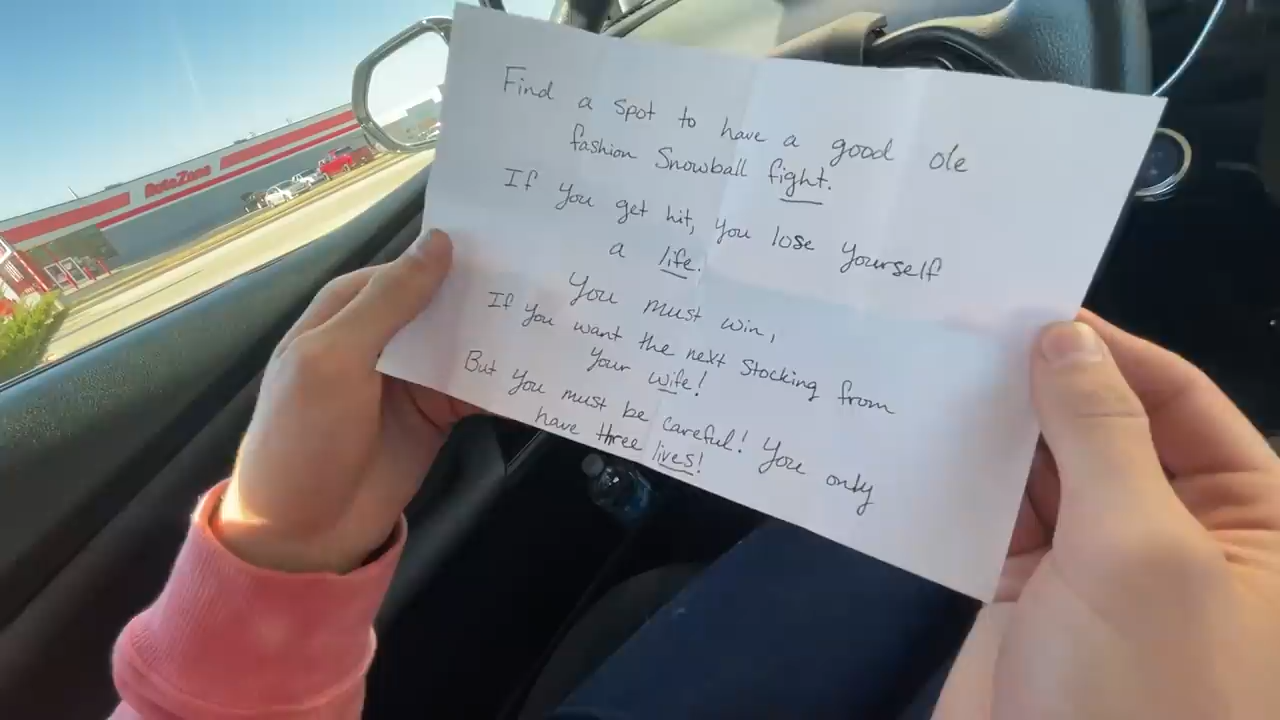 AutoZone
Find a spot to have a good ole
fashion Snowball fight.
If you get hit, you lose yourself
a life.
You must win,
If you want the next Stocking from
your wife!
But you must be careful! You only
have three lives!